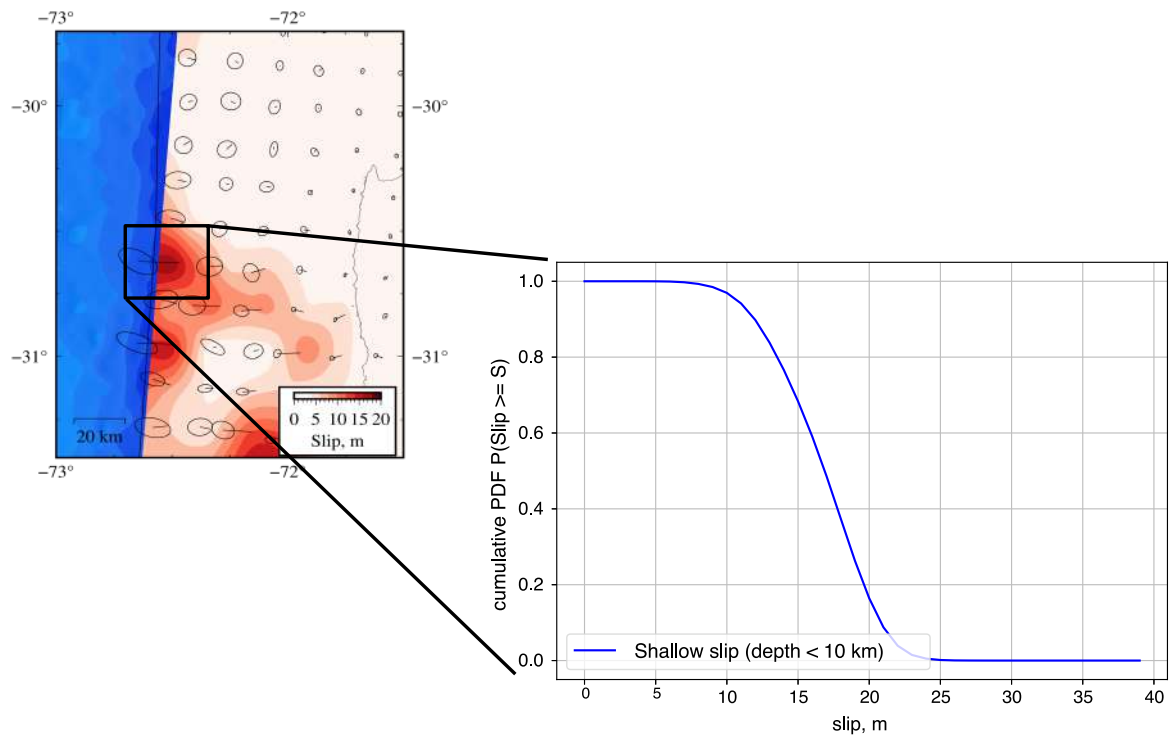 −73° −72°
−30° −30°
−31° −31°
0 5 10 15 20
Slip, m
20 km
−73° −72°
1.0
0.8
0.6
0.4
0.2
0.0
cumulative PDF P(Slip >= S)
Shallow slip (depth < 10 km)
0 5 10 15 20 25 30 35 40
slip, m